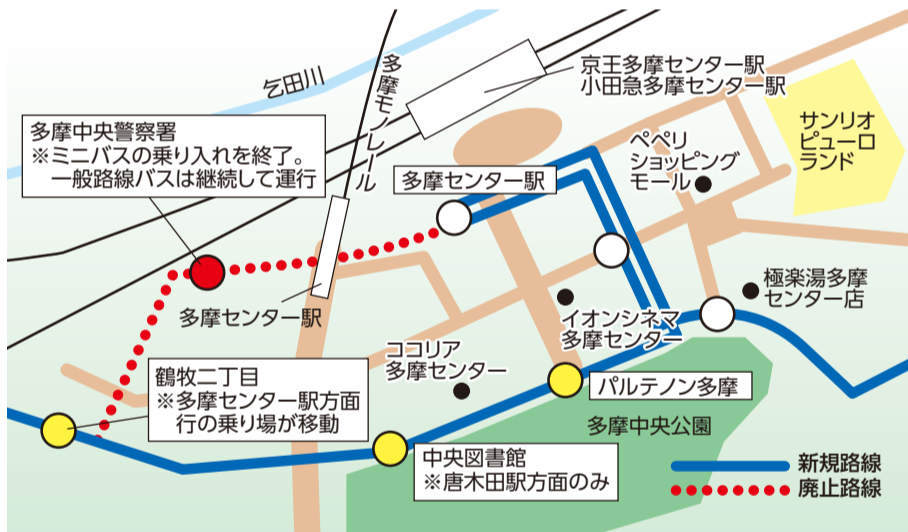 乞田川
多摩モノレール
京王多摩センター駅
小田急多摩センター駅
サンリオ
ピューロ
ランド
多摩中央警察署
※ミニバスの乗り入れを終了。
一般路線バスは継続して運行
多摩センター駅
ペペリ
ショッピング
モール
多摩センター駅
極楽湯多摩
センター店
イオンシネマ
多摩センター
ココリア
多摩センター
鶴牧二丁目
※多摩センター駅方面
行の乗り場が移動
パルテノン多摩
多摩中央公園
中央図書館
※唐木田駅方面のみ
新規路線
廃止路線